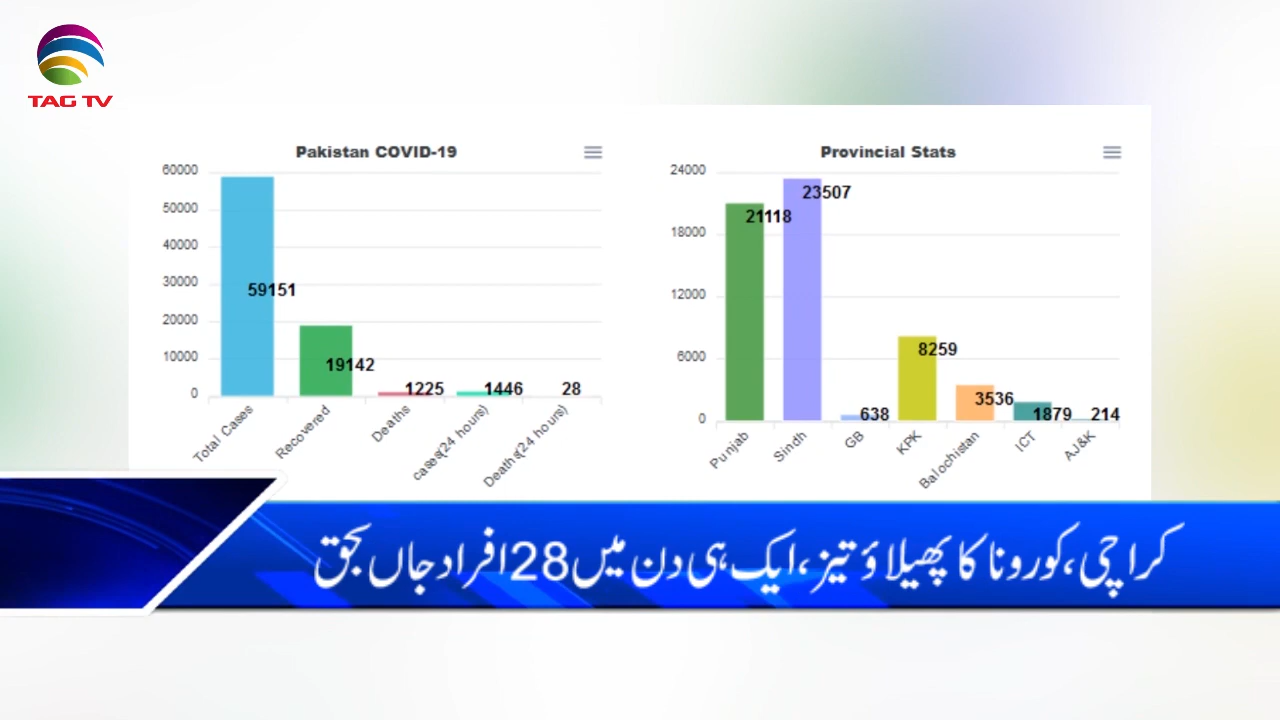 TAG TV
Pakistan COVID-19
60000
50000
40000
30000
20000
10000
0
59151
19142
1225
1446
28
Total Cases
Recovered
Deaths
cases(24 hours)
Deaths(24 hours)
Provincial Stats
24000
18000
12000
6000
0
21118
23507
638
8259
3536
1879
214
Punjab
Sindh
GB
KPK
Balochistan
ICT
AJ&K
کراچی،کورونا کا پھیلاؤ تیز،ایک ہی دن میں 28 افراد جاں بحق